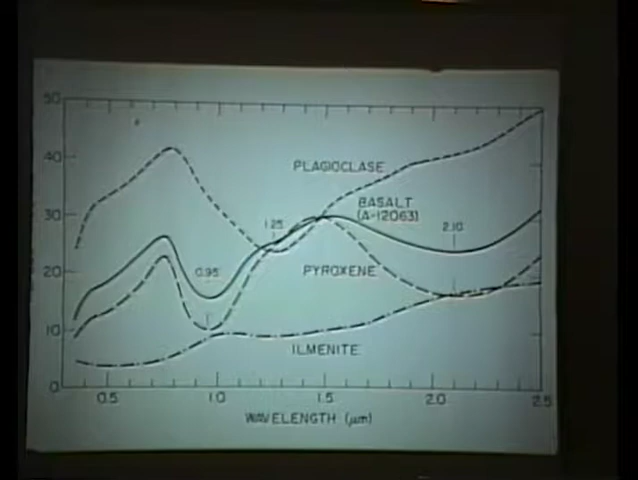 50
40
30
20
10
0
PLAGIOCLASE
BASALT
(A-12063)
1.25
2.10
0.95
PYROXENE
ILMENITE
0.5
1.0
1.5
2.0
2.5
WAVELENGTH (μm)